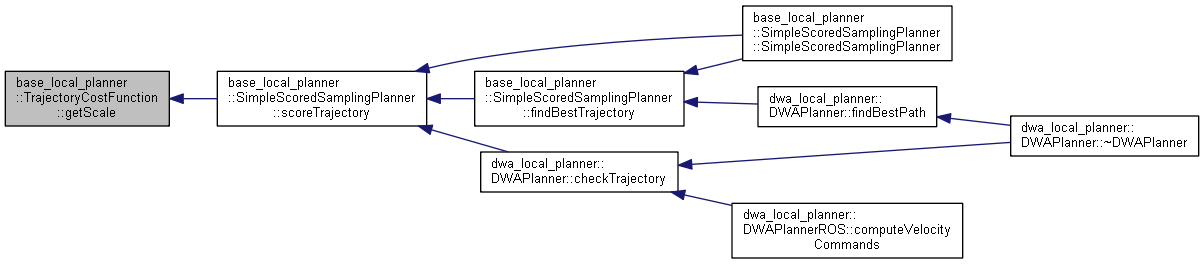 base_local_planner
::TrajectoryCostFunction
::getScale
base_local_planner
::SimpleScoredSamplingPlanner
::scoreTrajectory
base_local_planner
::SimpleScoredSamplingPlanner
::SimpleScoredSamplingPlanner
base_local_planner
::SimpleScoredSamplingPlanner
::findBestTrajectory
dwa_local_planner::
DWAPlanner::findBestPath
dwa_local_planner::
DWAPlanner::~DWAPlanner
dwa_local_planner::
DWAPlanner::checkTrajectory
dwa_local_planner::
DWAPlannerROS::computeVelocity
Commands